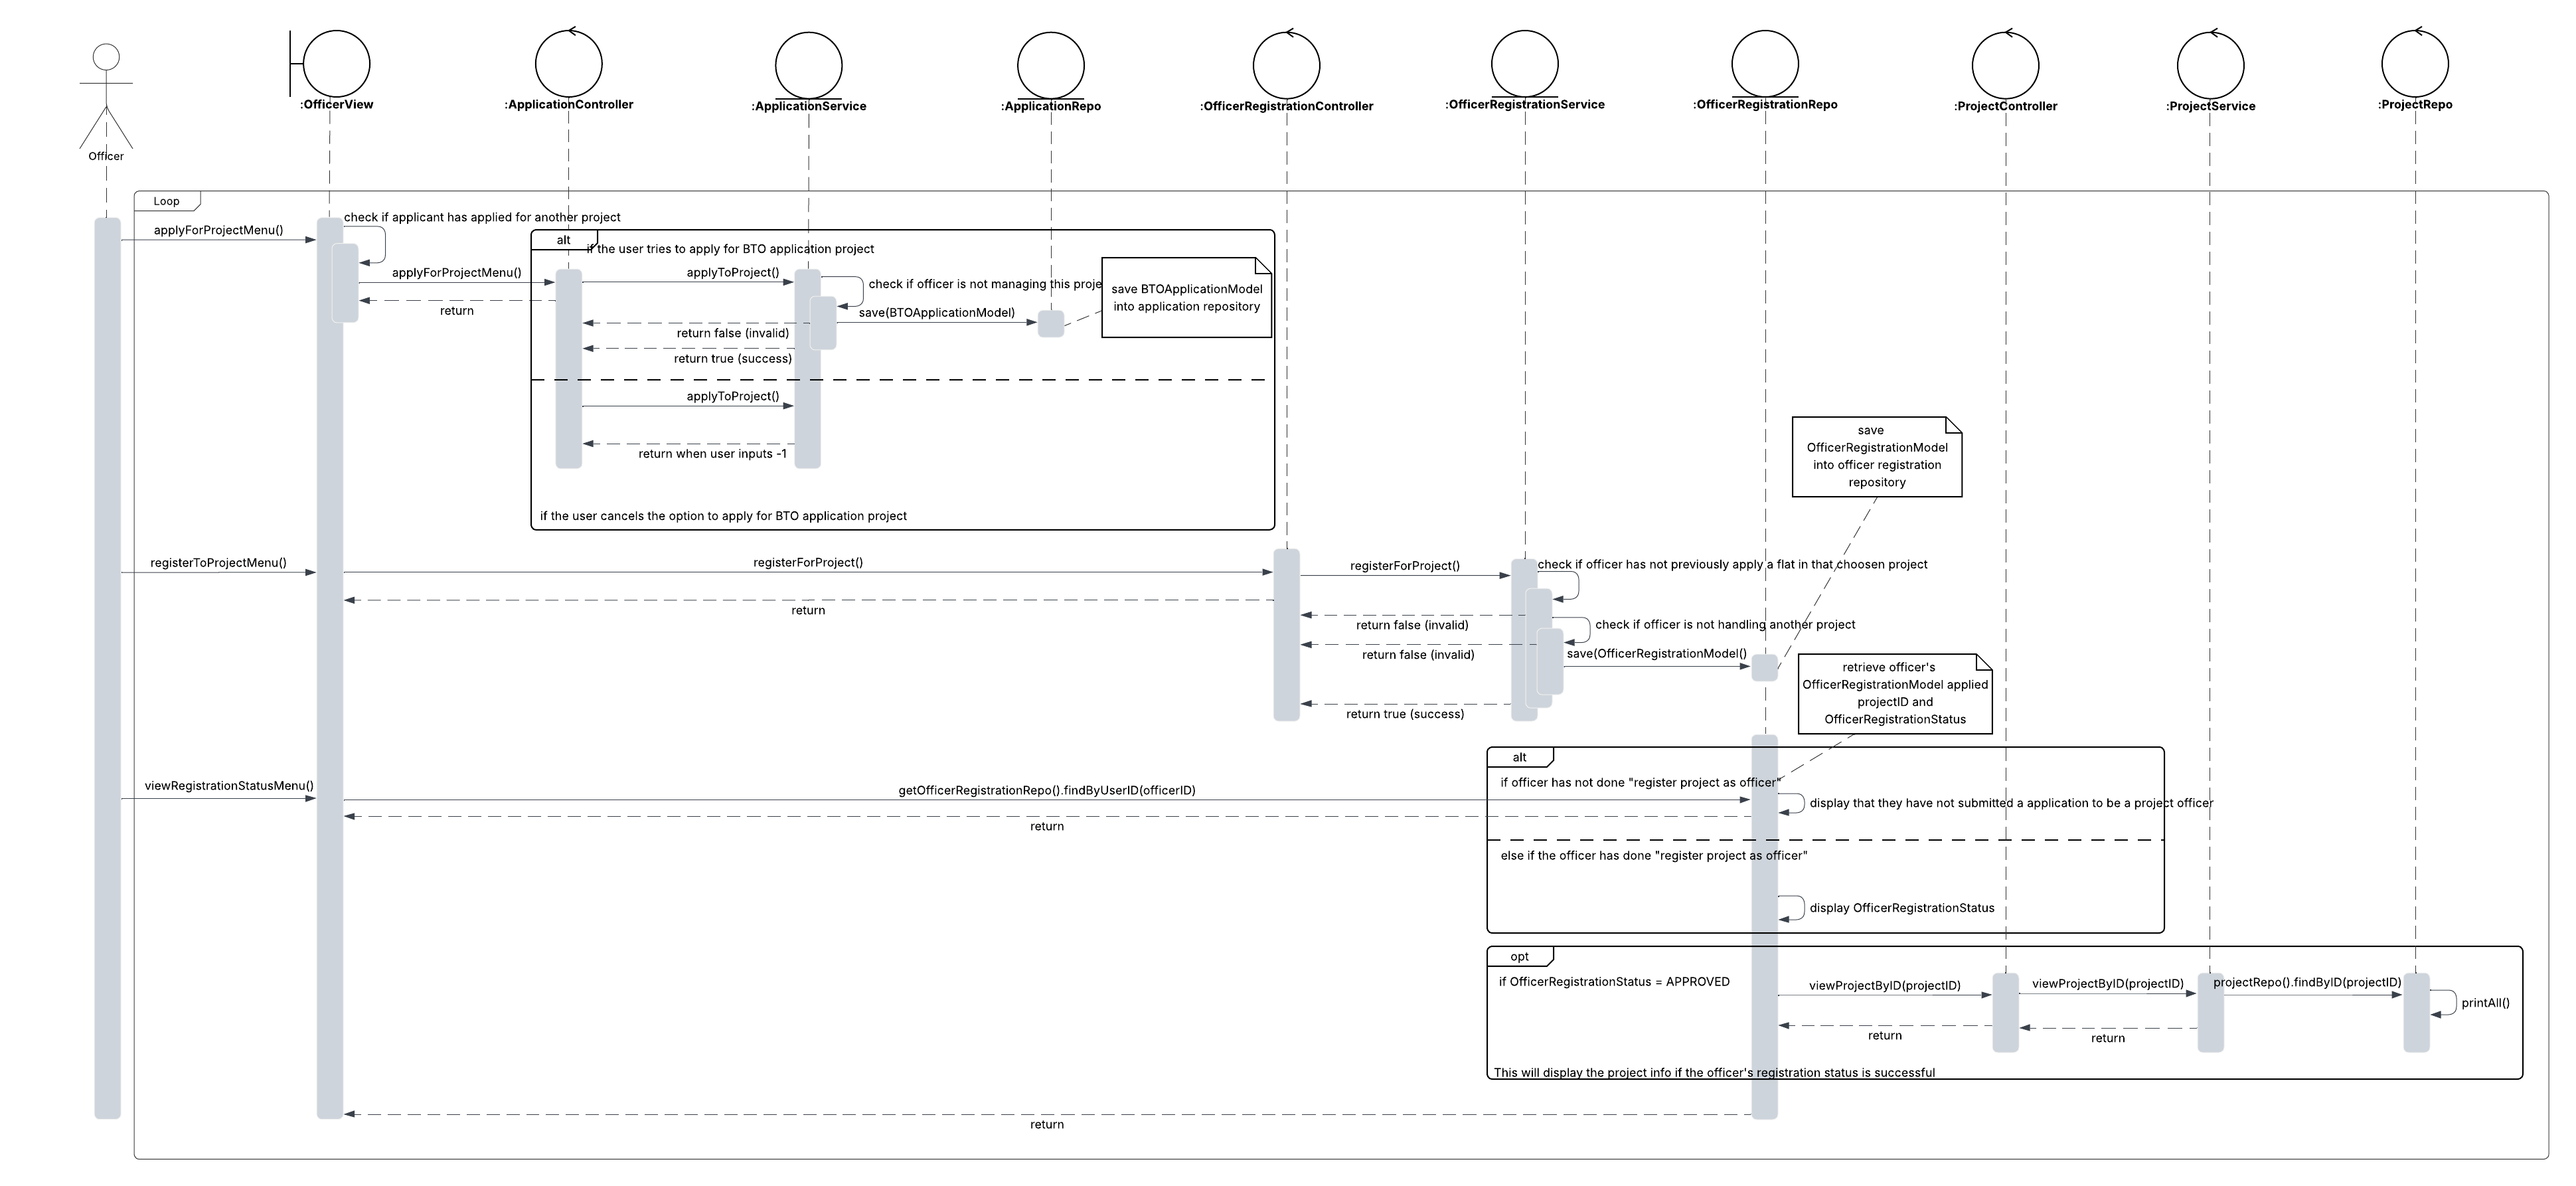 :OfficerView
:ApplicationController
:ApplicationService
:ApplicationRepo
:OfficerRegistrationController
:OfficerRegistrationService
:OfficerRegistrationRepo
:ProjectController
:ProjectService
:ProjectRepo
Officer
Loop
check if applicant has applied for another project
applyForProjectMenu()
alt
if the user tries to apply for BTO application project
applyForProjectMenu()
applyToProject()
check if officer is not managing this proje
save BTOApplicationModel
into application repository
return
save(BTOApplicationModel)
return false (invalid)
return true (success)
applyToProject()
return when user inputs -1
if the user cancels the option to apply for BTO application project
save
OfficerRegistrationModel
into officer registration
repository
registerToProjectMenu()
registerForProject()
registerForProject()
check if officer has not previously apply a flat in that choosen project
return
return false (invalid)
check if officer is not handling another project
return false (invalid)
save(OfficerRegistrationModel()
retrieve officer's
OfficerRegistrationModel applied
projectID and
OfficerRegistrationStatus
return true (success)
alt
if officer has not done "register project as officer"
viewRegistrationStatusMenu()
getOfficerRegistrationRepo().findByUserID(officerID)
display that they have not submitted a application to be a project officer
return
else if the officer has done "register project as officer"
display OfficerRegistrationStatus
opt
if OfficerRegistrationStatus = APPROVED
viewProjectByID(projectID)
viewProjectByID(projectID)
projectRepo().findByID(projectID)
printAll()
return
return
This will display the project info if the officer's registration status is successful
return